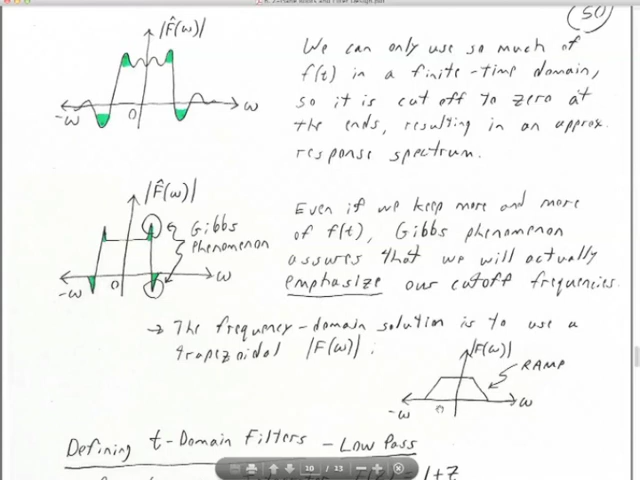 50
|F̂(ω)|
We can only use so much of
f(t) in a finite-time domain,
so it is cut off to zero at
the ends, resulting in an approx.
response spectrum.
-ω 0 ω
|F̂(ω)|
Gibbs
phenomenon
-ω 0 ω
Even if we keep more and more
of f(t), Gibbs phenomenon
assures that we will actually
emphasize our cutoff frequencies.
→ The frequency-domain solution is to use a
trapezoidal |F(ω)|:
|F(ω)|
RAMP
-ω 0 ω
Defining t-Domain Filters - Low Pass
10 / 13
= 1+Z